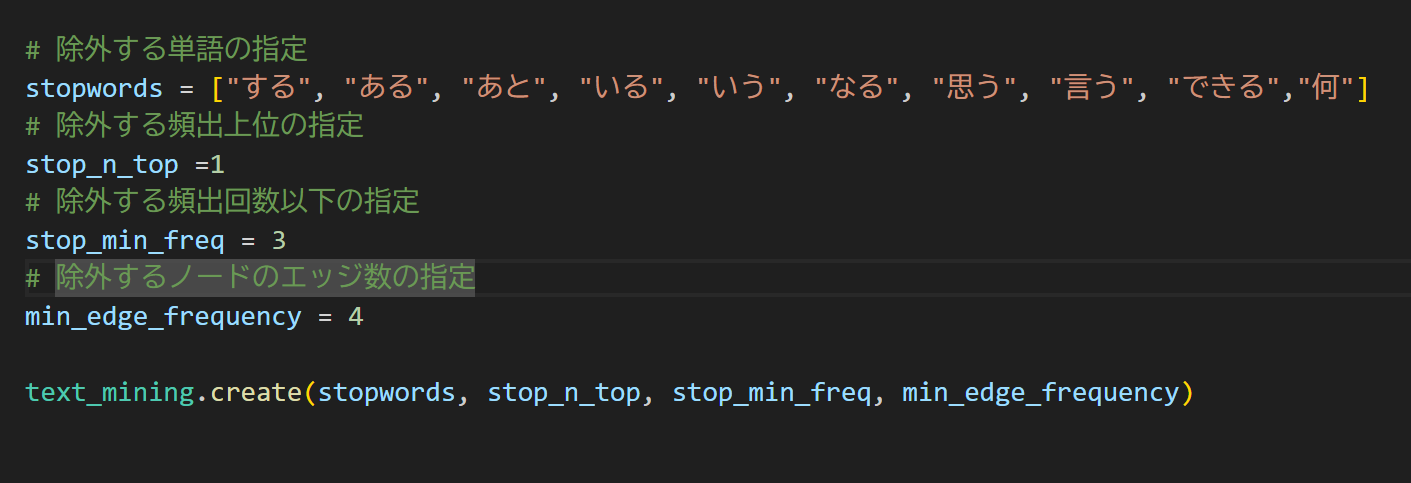 # 除外する単語の指定
stopwords = ["する", "ある", "あと", "いる", "いう", "なる", "思う", "言う", "できる","何"]
# 除外する頻出上位の指定
stop_n_top =1
# 除外する頻出回数以下の指定
stop_min_freq = 3
# 除外するノードのエッジ数の指定
min_edge_frequency = 4
text_mining.create(stopwords, stop_n_top, stop_min_freq, min_edge_frequency)